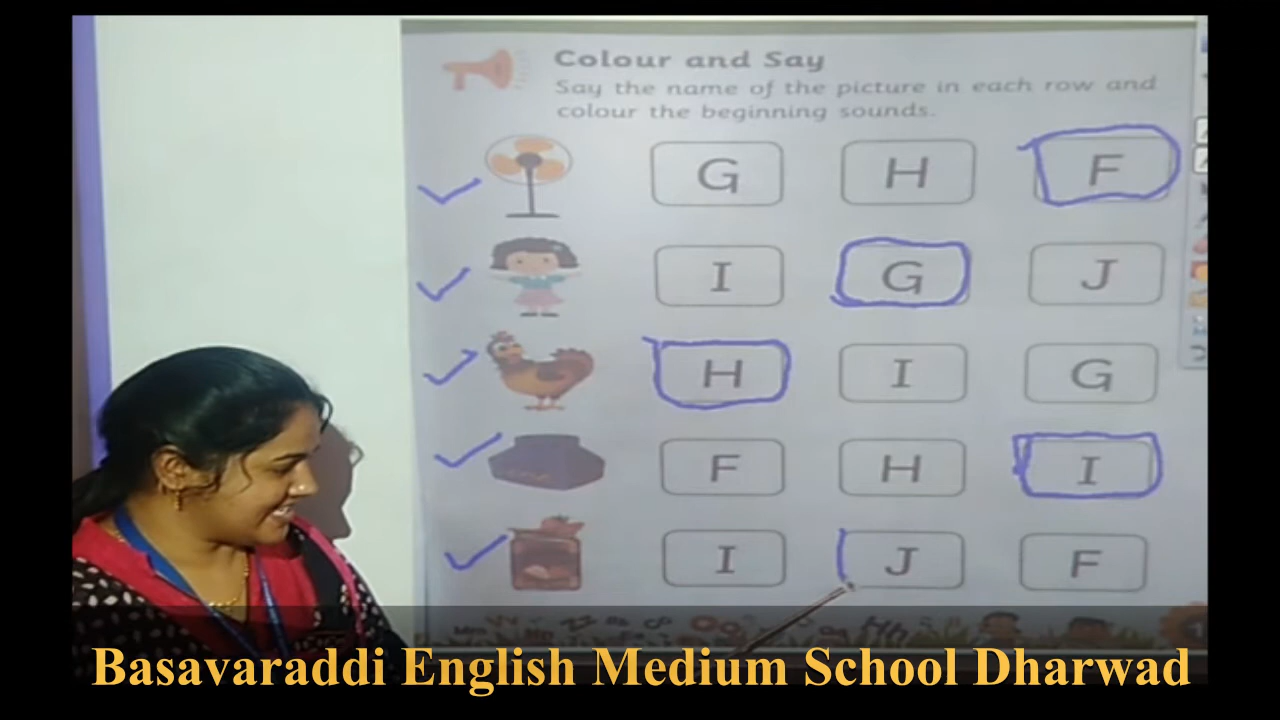 Colour and Say
Say the name of the picture in each row and
colour the beginning sounds.
G H F
I G J
H I G
F H I
I J F
Basavaraddi English Medium School Dharwad